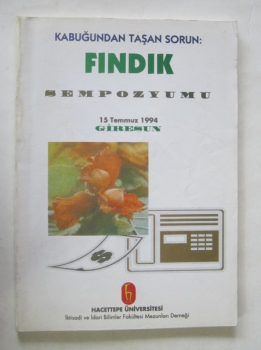 KABUĞUNDAN TAŞAN SORUN:
FINDIK
SEMPOZYUMU
15 Temmuz 1994
GİRESUN
$
HACETTEPE ÜNİVERSİTESİ
İktisadi ve İdari Bilimler Fakültesi Mezunları Derneği